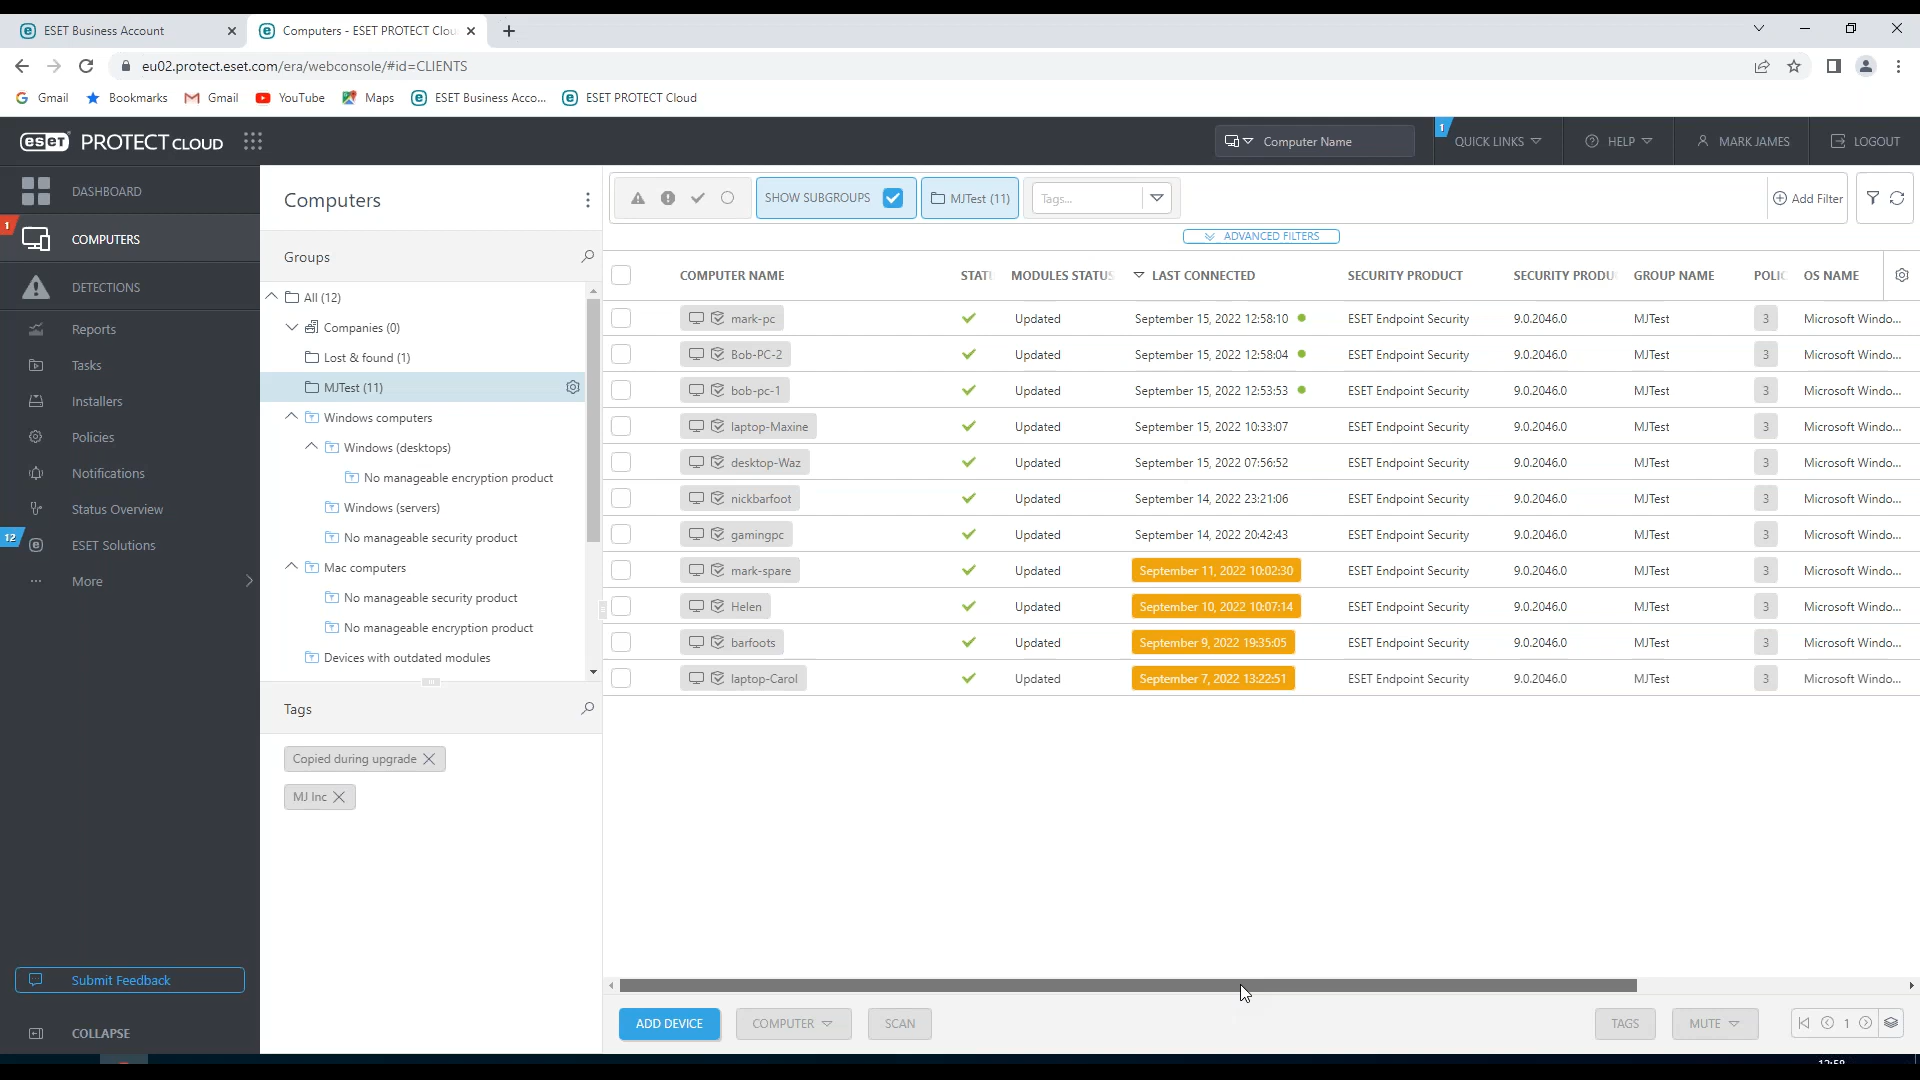 ESET Business Account
Computers - ESET PROTECT Clou
eu02.protect.eset.com/era/webconsole/#id=CLIENTS
Gmail Bookmarks Gmail YouTube Maps ESET Business Acco... ESET PROTECT Cloud
eset PROTECT CLOUD
Computer Name
1 QUICK LINKS
HELP
MARK JAMES
LOGOUT
DASHBOARD
1
COMPUTERS
DETECTIONS
Reports
Tasks
Installers
Policies
Notifications
Status Overview
12
ESET Solutions
More
Submit Feedback
COLLAPSE
Computers
Groups
All (12)
Companies (0)
Lost & found (1)
MJTest (11)
Windows computers
Windows (desktops)
No manageable encryption product
Windows (servers)
No manageable security product
Mac computers
No manageable security product
No manageable encryption product
Devices with outdated modules
Tags
Copied during upgrade
MJ Inc
SHOW SUBGROUPS MJTest (11) Tags... Add Filter
ADVANCED FILTERS
COMPUTER NAME STATU MODULES STATUS LAST CONNECTED SECURITY PRODUCT SECURITY PRODU GROUP NAME POLIC OS NAME
mark-pc Updated September 15, 2022 12:58:10 ESET Endpoint Security 9.0.2046.0 MJTest 3 Microsoft Windo...
Bob-PC-2 Updated September 15, 2022 12:58:04 ESET Endpoint Security 9.0.2046.0 MJTest 3 Microsoft Windo...
bob-pc-1 Updated September 15, 2022 12:53:53 ESET Endpoint Security 9.0.2046.0 MJTest 3 Microsoft Windo...
laptop-Maxine Updated September 15, 2022 10:33:07 ESET Endpoint Security 9.0.2046.0 MJTest 3 Microsoft Windo...
desktop-Waz Updated September 15, 2022 07:56:52 ESET Endpoint Security 9.0.2046.0 MJTest 3 Microsoft Windo...
nickbarfoot Updated September 14, 2022 23:21:06 ESET Endpoint Security 9.0.2046.0 MJTest 3 Microsoft Windo...
gamingpc Updated September 14, 2022 20:42:43 ESET Endpoint Security 9.0.2046.0 MJTest 3 Microsoft Windo...
mark-spare Updated September 11, 2022 10:02:30 ESET Endpoint Security 9.0.2046.0 MJTest 3 Microsoft Windo...
Helen Updated September 10, 2022 10:07:14 ESET Endpoint Security 9.0.2046.0 MJTest 3 Microsoft Windo...
barfoots Updated September 9, 2022 19:35:05 ESET Endpoint Security 9.0.2046.0 MJTest 3 Microsoft Windo...
laptop-Carol Updated September 7, 2022 13:22:51 ESET Endpoint Security 9.0.2046.0 MJTest 3 Microsoft Windo...
ADD DEVICE COMPUTER SCAN TAGS MUTE 1